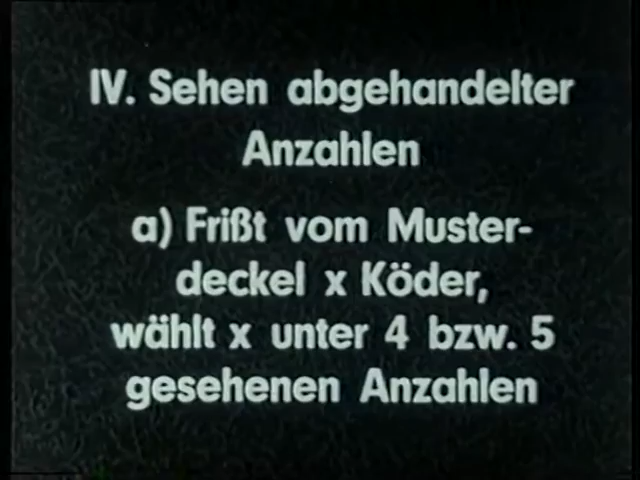 IV. Sehen abgehandelter
Anzahlen
a) Frißt vom Muster-
deckel x Köder,
wählt x unter 4 bzw. 5
gesehenen Anzahlen